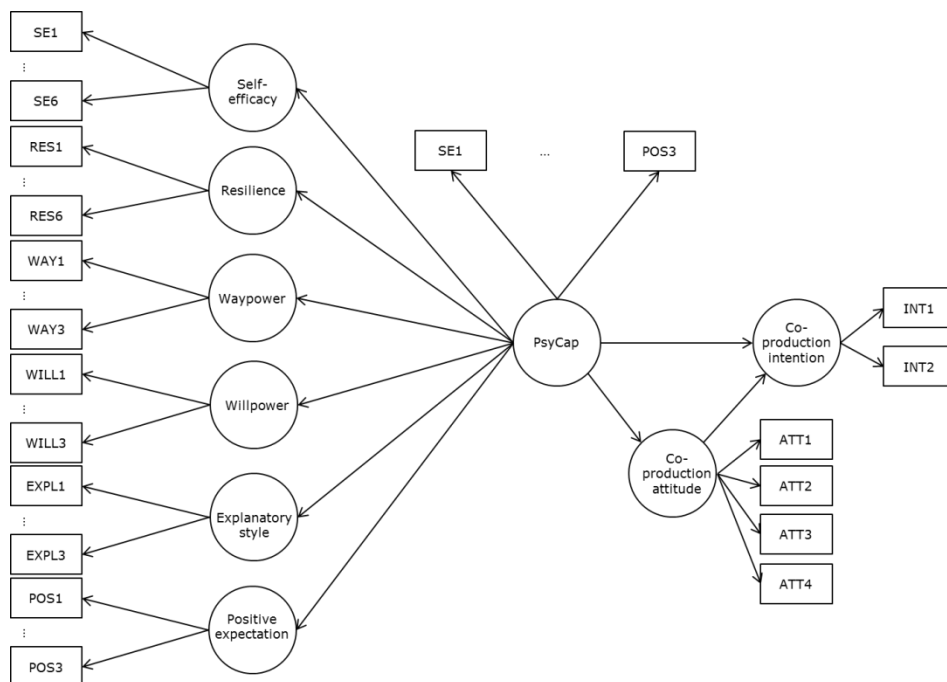 SE1
...
SE6
RES1
...
RES6
WAY1
...
WAY3
WILL1
...
WILL3
EXPL1
...
EXPL3
POS1
...
POS3
Self-
efficacy
Resilience
Waypower
Willpower
Explanatory
style
Positive
expectation
SE1
...
POS3
PsyCap
Co-
production
intention
INT1
INT2
Co-
production
attitude
ATT1
ATT2
ATT3
ATT4